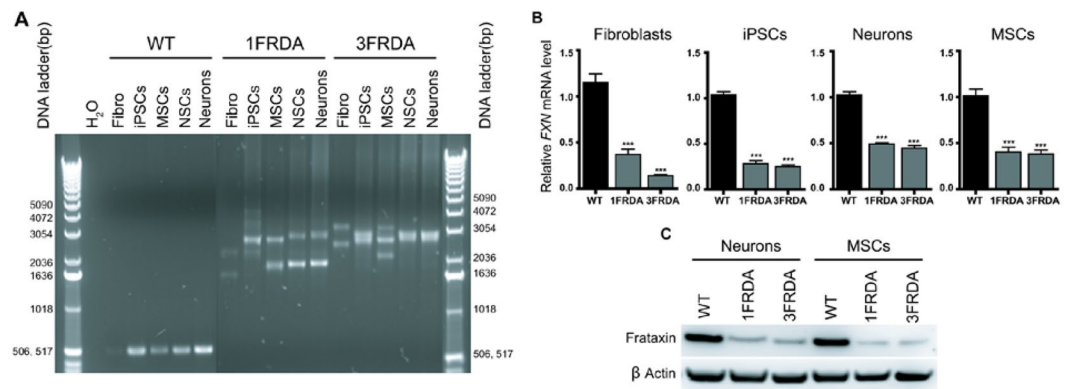 A
DNA ladder(bp)
WT
1FRDA
3FRDA
DNA ladder(bp)
H2O
Fibro
iPSCs
MSCs
NSCs
Neurons
Fibro
iPSCs
MSCs
NSCs
Neurons
Fibro
iPSCs
MSCs
NSCs
Neurons
5090
4072
3054
2036
1636
1018
506, 517
5090
4072
3054
2036
1636
1018
506, 517
B
Relative FXN mRNA level
Fibroblasts
1.5
1.0
0.5
0.0
***
***
WT 1FRDA 3FRDA
iPSCs
1.5
1.0
0.5
0.0
***
***
WT 1FRDA 3FRDA
Neurons
1.5
1.0
0.5
0.0
***
***
WT 1FRDA 3FRDA
MSCs
1.5
1.0
0.5
0.0
***
***
WT 1FRDA 3FRDA
C
Neurons MSCs
WT
1FRDA
3FRDA
WT
1FRDA
3FRDA
Frataxin
β Actin